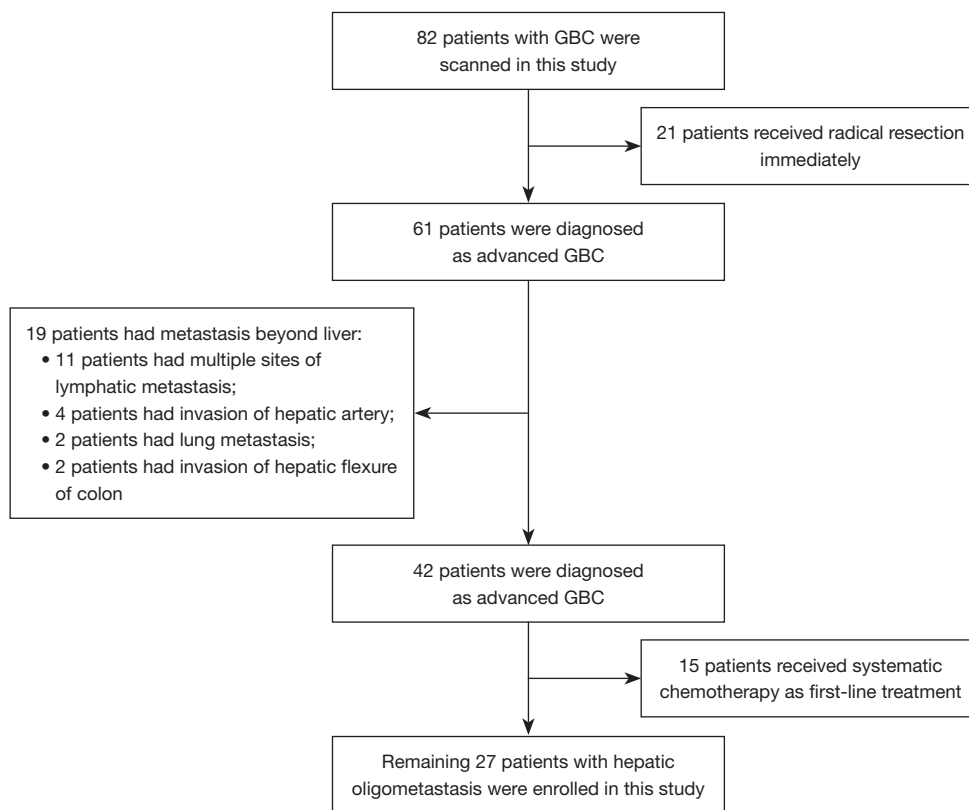 82 patients with GBC were
scanned in this study
21 patients received radical resection
immediately
61 patients were diagnosed
as advanced GBC
19 patients had metastasis beyond liver:
• 11 patients had multiple sites of
lymphatic metastasis;
• 4 patients had invasion of hepatic artery;
• 2 patients had lung metastasis;
• 2 patients had invasion of hepatic flexure
of colon
42 patients were diagnosed
as advanced GBC
15 patients received systematic
chemotherapy as first-line treatment
Remaining 27 patients with hepatic
oligometastasis were enrolled in this study